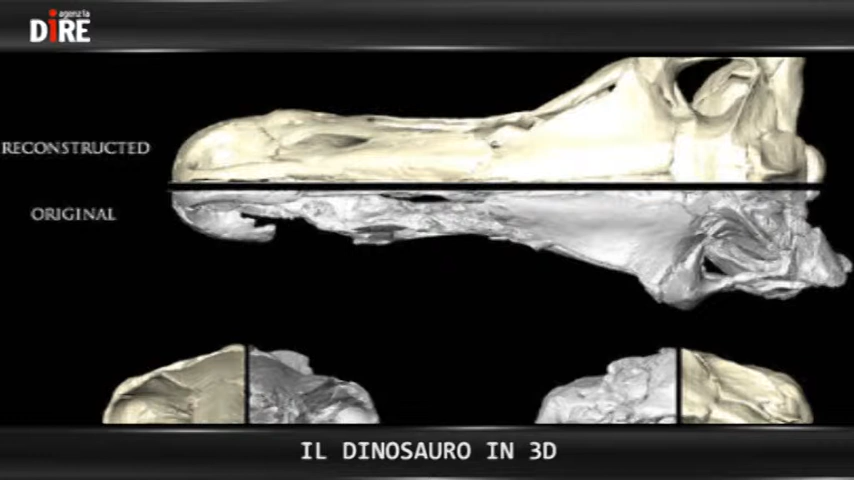 agenzia
DiRE
RECONSTRUCTED
ORIGINAL
IL DINOSAURO IN 3D